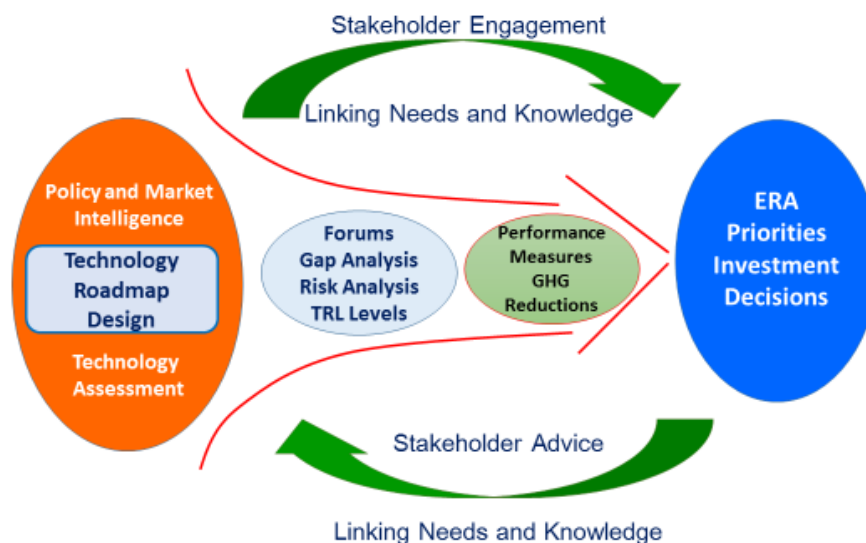 Stakeholder Engagement
Linking Needs and Knowledge
Policy and Market
Intelligence
Technology
Roadmap
Design
Technology
Assessment
Forums
Gap Analysis
Risk Analysis
TRL Levels
Performance
Measures
GHG
Reductions
ERA
Priorities
Investment
Decisions
Stakeholder Advice
Linking Needs and Knowledge